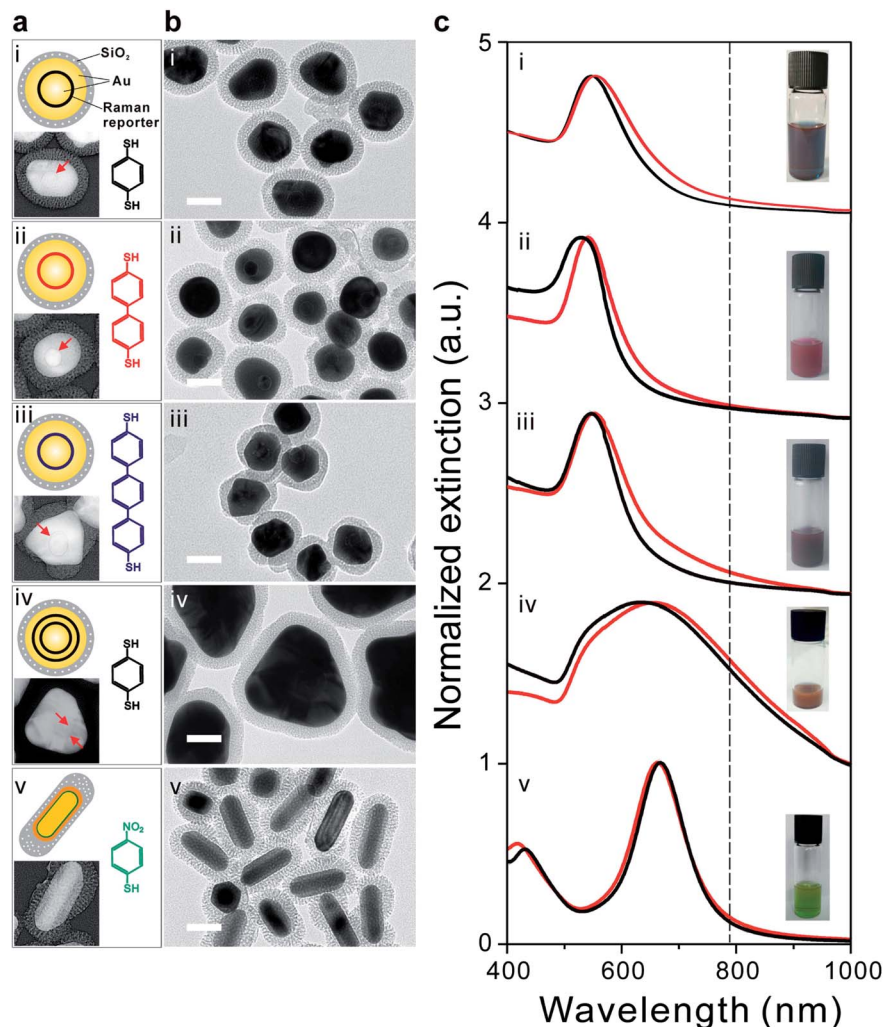 a
b
c
i
SiO2
Au
Raman
reporter
SH
SH
i
ii
SH
SH
ii
iii
SH
SH
iii
iv
SH
SH
iv
v
NO2
SH
v
5
4
3
2
1
0
Normalized extinction (a.u.)
i
ii
iii
iv
v
400
600
800
1000
Wavelength (nm)